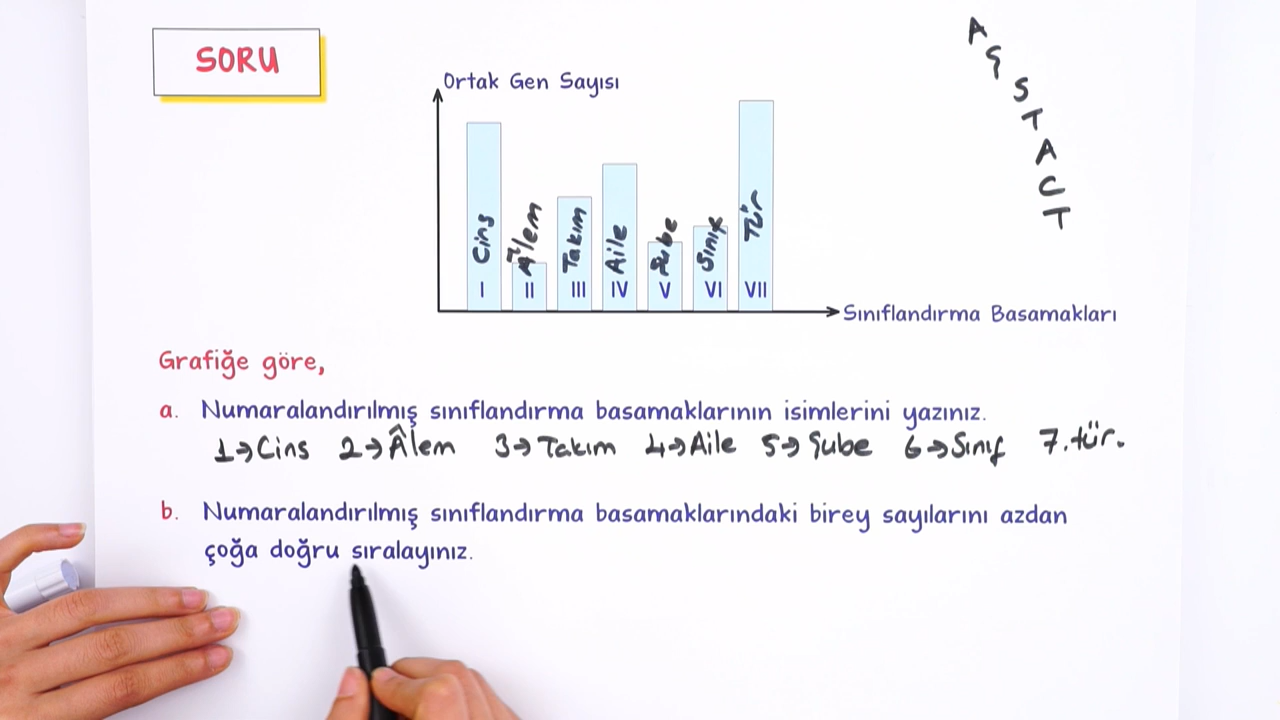 SORU
Ortak Gen Sayısı
A
Ş
S
T
A
C
T
Cins
Âlem
Takım
Aile
Şube
Sınıf
Tür
I II III IV V VI VII
Sınıflandırma Basamakları
Grafiğe göre,
a. Numaralandırılmış sınıflandırma basamaklarının isimlerini yazınız.
1→Cins 2→Âlem 3→Takım 4→Aile 5→Şube 6→Sınıf 7.tür.
b. Numaralandırılmış sınıflandırma basamaklarındaki birey sayılarını azdan
çoğa doğru sıralayınız.